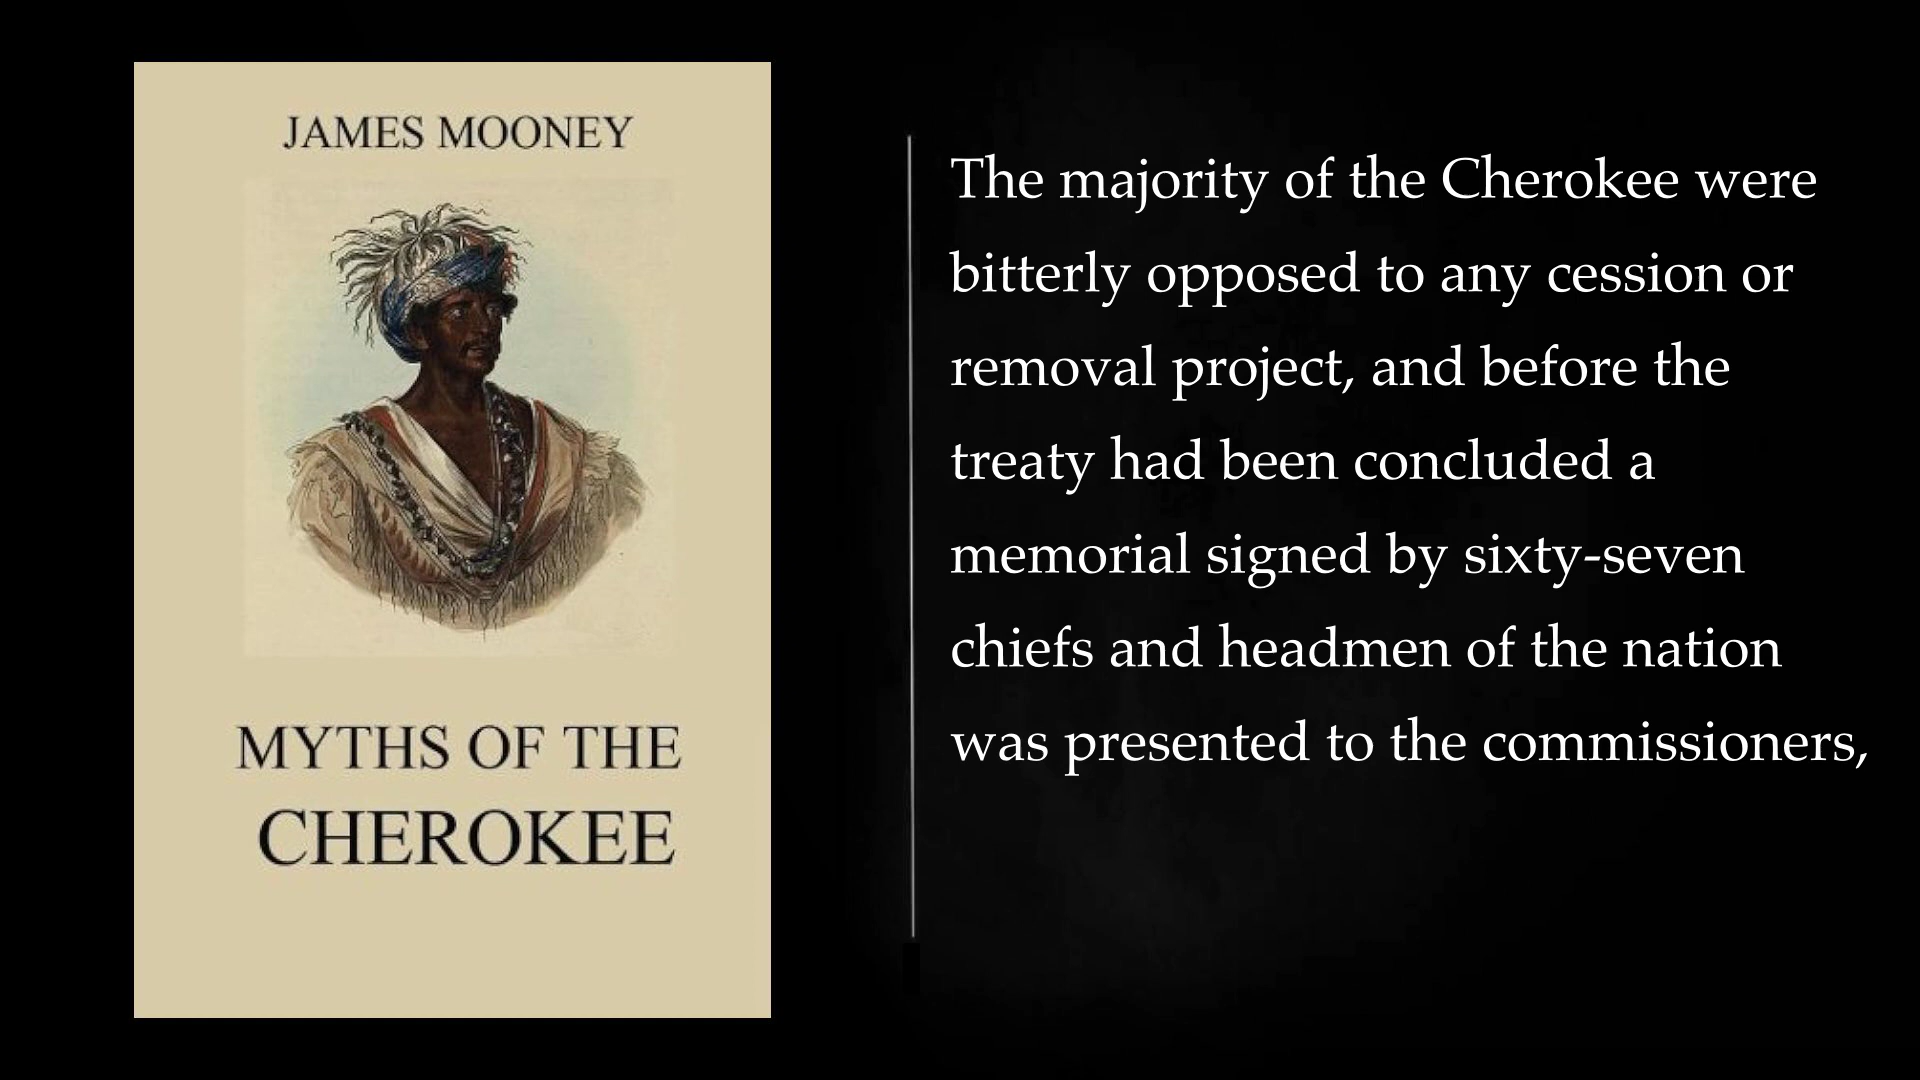 JAMES MOONEY
MYTHS OF THE
CHEROKEE
The majority of the Cherokee were
bitterly opposed to any cession or
removal project, and before the
treaty had been concluded a
memorial signed by sixty-seven
chiefs and headmen of the nation
was presented to the commissioners,